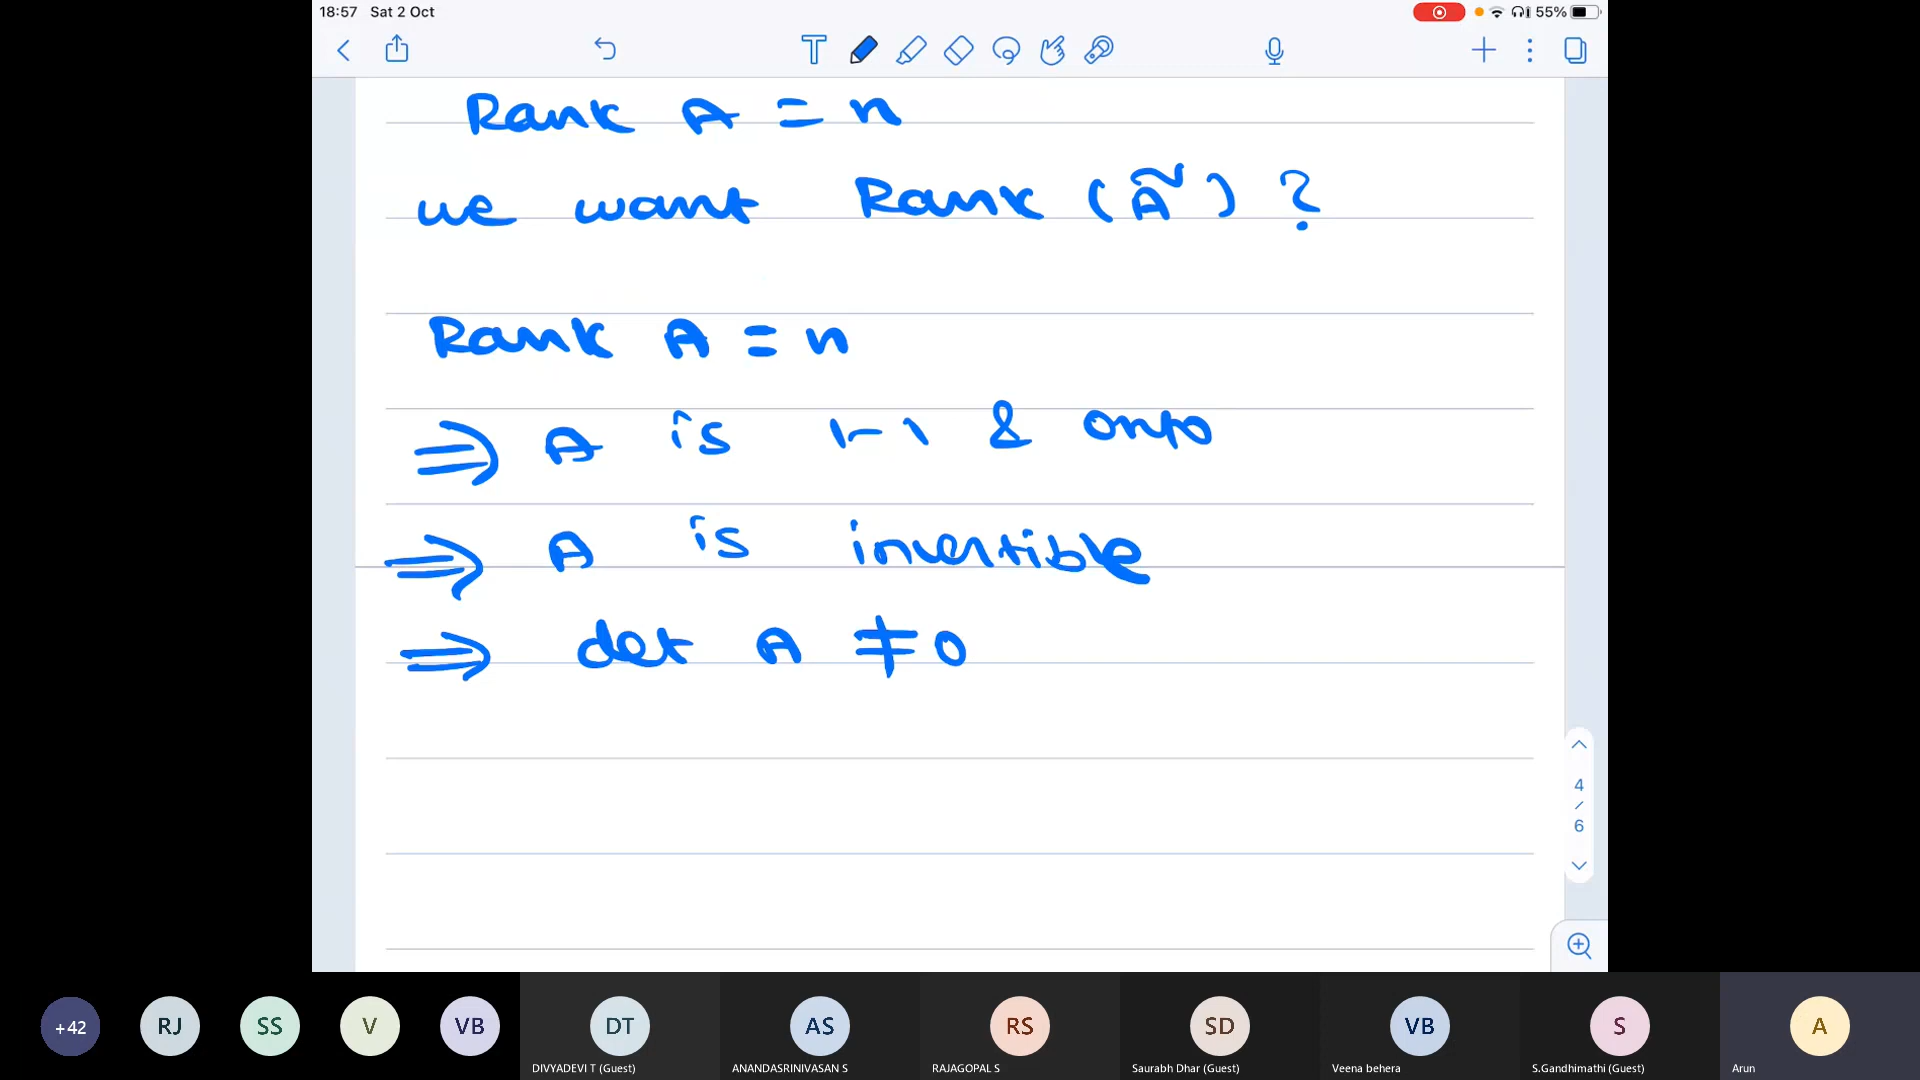 18:57 Sat 2 Oct 55%
Rank A = n
we want Rank (Ã) ?
Rank A = n
⇒ A is 1-1 & onto
⇒ A is invertible
⇒ det A ≠ 0
4
/
6
+42 RJ SS V VB DT AS RS SD VB S A
DIVYADEVI T (Guest) ANANDASRINIVASAN S RAJAGOPAL S Saurabh Dhar (Guest) Veena behera S.Gandhimathi (Guest) Arun